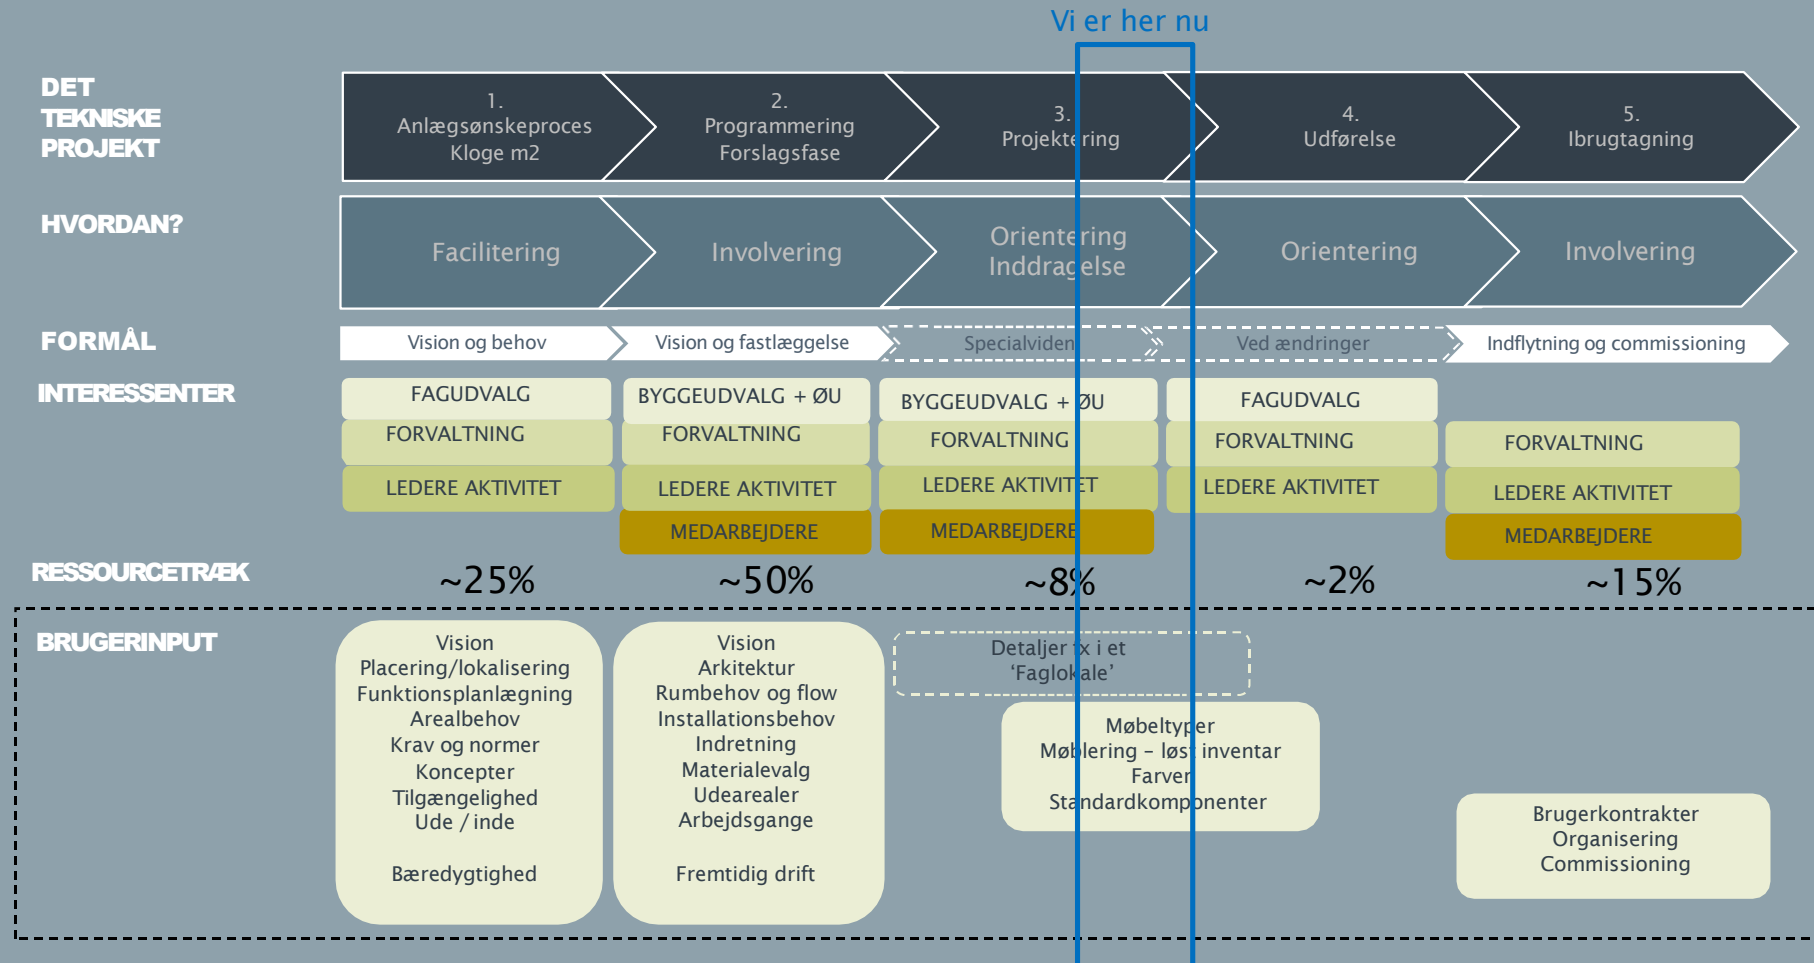 Vi er her nu
DET
TEKNISKE
PROJEKT
1.
Anlægsønskeproces
Kloge m2
2.
Programmering
Forslagsfase
3.
Projektering
4.
Udførelse
5.
Ibrugtagning
HVORDAN?
Facilitering
Involvering
Orientering
Inddragelse
Orientering
Involvering
FORMÅL
Vision og behov
Vision og fastlæggelse
Specialviden
Ved ændringer
Indflytning og commissioning
INTERESSENTER
FAGUDVALG
FORVALTNING
LEDERE AKTIVITET
BYGGEUDVALG + ØU
FORVALTNING
LEDERE AKTIVITET
MEDARBEJDERE
BYGGEUDVALG + ØU
FORVALTNING
LEDERE AKTIVITET
MEDARBEJDERE
FAGUDVALG
FORVALTNING
LEDERE AKTIVITET
FORVALTNING
LEDERE AKTIVITET
MEDARBEJDERE
RESSOURCETRÆK
~25%
~50%
~8%
~2%
~15%
BRUGERINPUT
Vision
Placering/lokalisering
Funktionsplanlægning
Arealbehov
Krav og normer
Koncepter
Tilgængelighed
Ude / inde
Bæredygtighed
Vision
Arkitektur
Rumbehov og flow
Installationsbehov
Indretning
Materialevalg
Udearealer
Arbejdsgange
Fremtidig drift
Detaljer fx i et
‘Faglokale’
Møbeltyper
Møblering – løst inventar
Farver
Standardkomponenter
Brugerkontrakter
Organisering
Commissioning